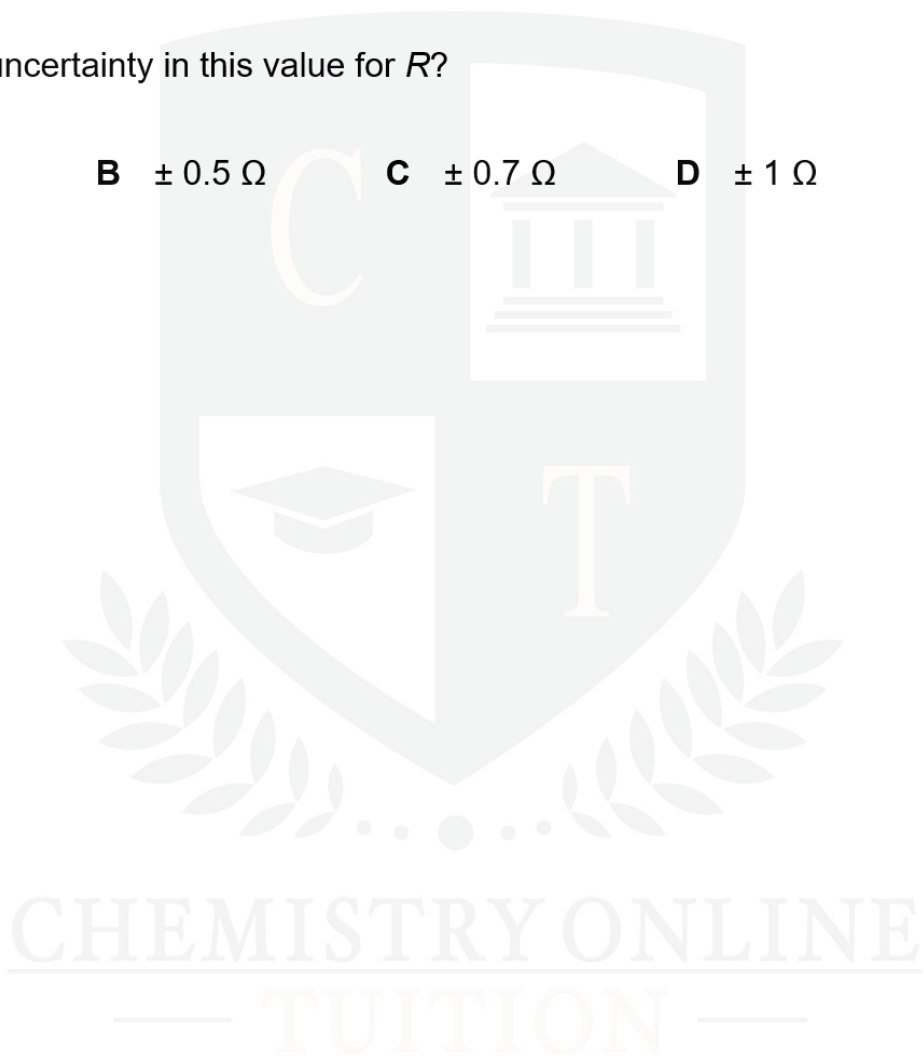 uncertainty in this value for R?
B ± 0.5 Ω C ± 0.7 Ω D ± 1 Ω
C
T
CHEMISTRY ONLINE
TUITION